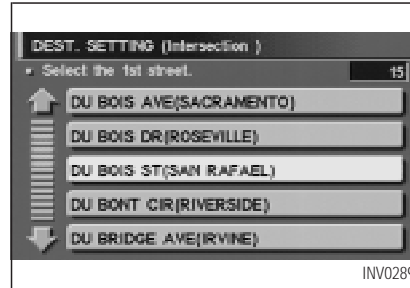 DEST. SETTING (Intersection )
Select the 1st street.
15
DU BOIS AVE(SACRAMENTO)
DU BOIS DR(ROSEVILLE)
DU BOIS ST(SAN RAFAEL)
DU BONT CIR(RIVERSIDE)
DU BRIDGE AVE(IRVINE)
INV0289